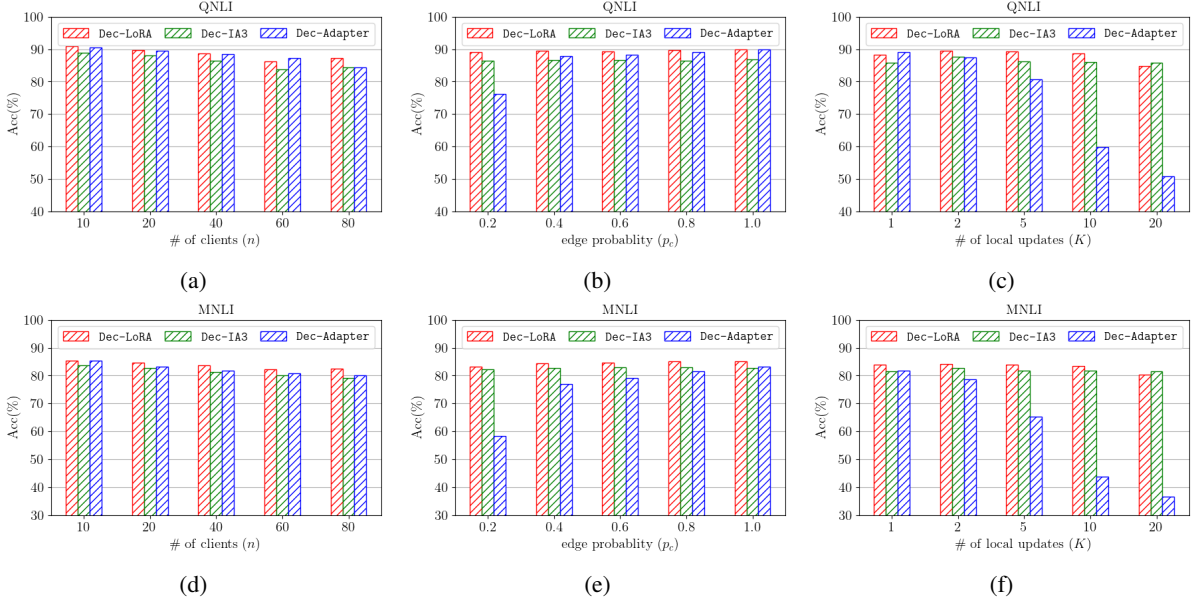 QNLI
Acc(%)
100
90
80
70
60
50
40
Dec-LoRA Dec-IA3 Dec-Adapter
10 20 40 60 80
# of clients (n)
(a)
QNLI
Acc(%)
100
90
80
70
60
50
40
Dec-LoRA Dec-IA3 Dec-Adapter
0.2 0.4 0.6 0.8 1.0
edge probablity (p_c)
(b)
QNLI
Acc(%)
100
90
80
70
60
50
40
Dec-LoRA Dec-IA3 Dec-Adapter
1 2 5 10 20
# of local updates (K)
(c)
MNLI
Acc(%)
100
90
80
70
60
50
40
30
Dec-LoRA Dec-IA3 Dec-Adapter
10 20 40 60 80
# of clients (n)
(d)
MNLI
Acc(%)
100
90
80
70
60
50
40
30
Dec-LoRA Dec-IA3 Dec-Adapter
0.2 0.4 0.6 0.8 1.0
edge probablity (p_c)
(e)
MNLI
Acc(%)
100
90
80
70
60
50
40
30
Dec-LoRA Dec-IA3 Dec-Adapter
1 2 5 10 20
# of local updates (K)
(f)